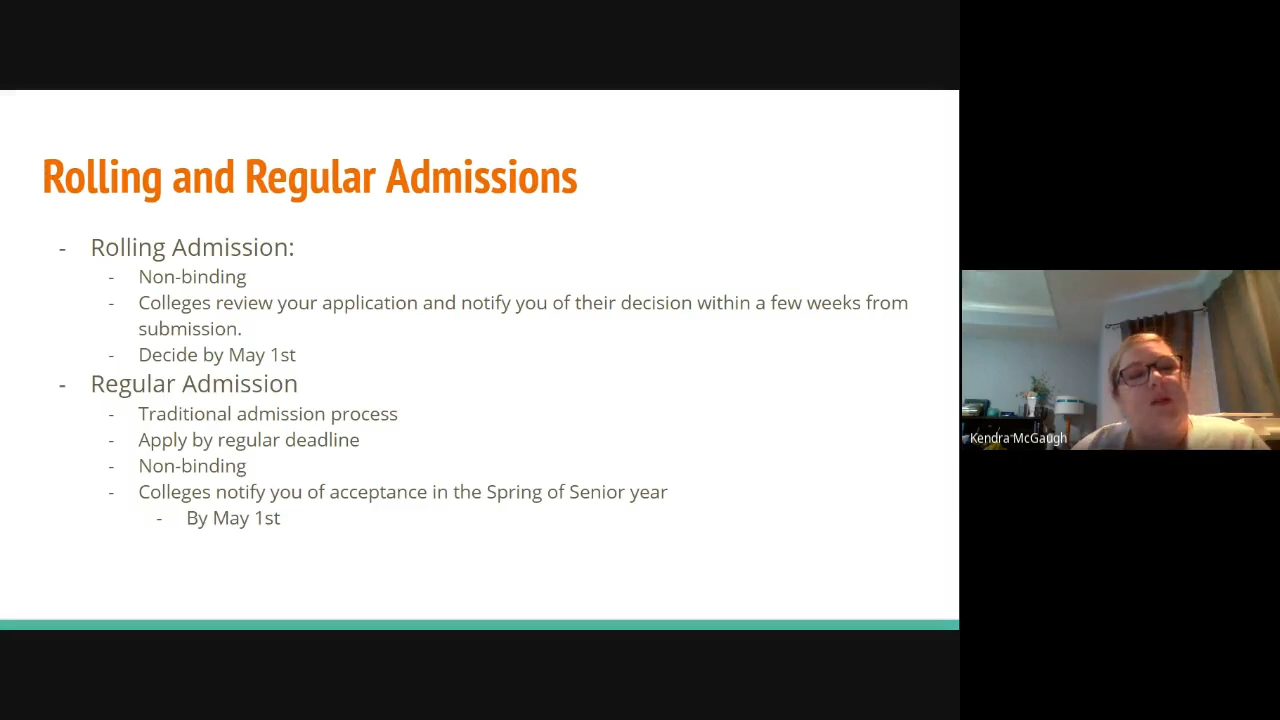 Rolling and Regular Admissions
- Rolling Admission:
- Non-binding
- Colleges review your application and notify you of their decision within a few weeks from
submission.
- Decide by May 1st
- Regular Admission
- Traditional admission process
- Apply by regular deadline
- Non-binding
- Colleges notify you of acceptance in the Spring of Senior year
- By May 1st
Kendra McGaugh